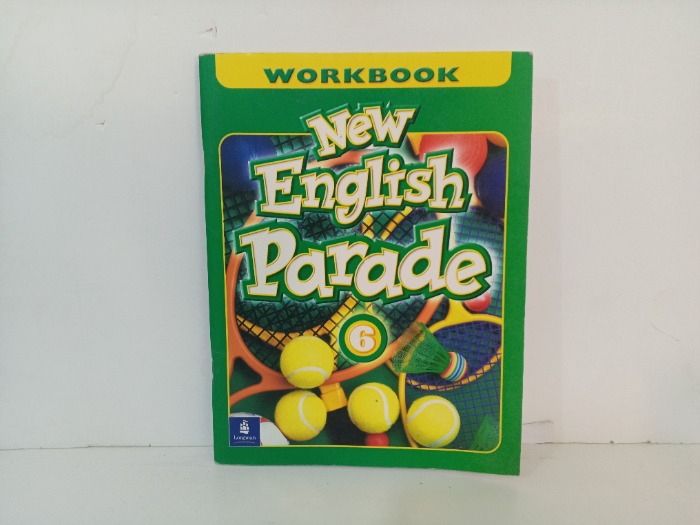 WORKBOOK
New
English
Parade
6
Longman